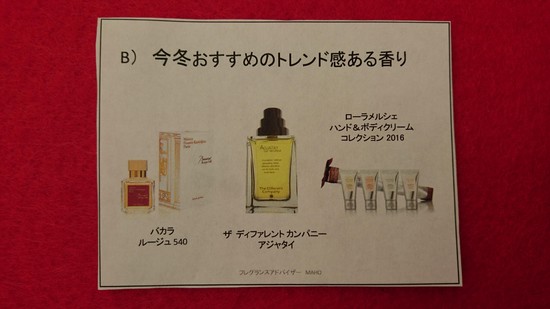 B） 今冬おすすめのトレンド感ある香り
ローラメルシェ
ハンド＆ボディクリーム
コレクション 2016
バカラ
ルージュ 540
ザ ディファレント カンパニー
アジャタイ
フレグランスアドバイザー MAHO